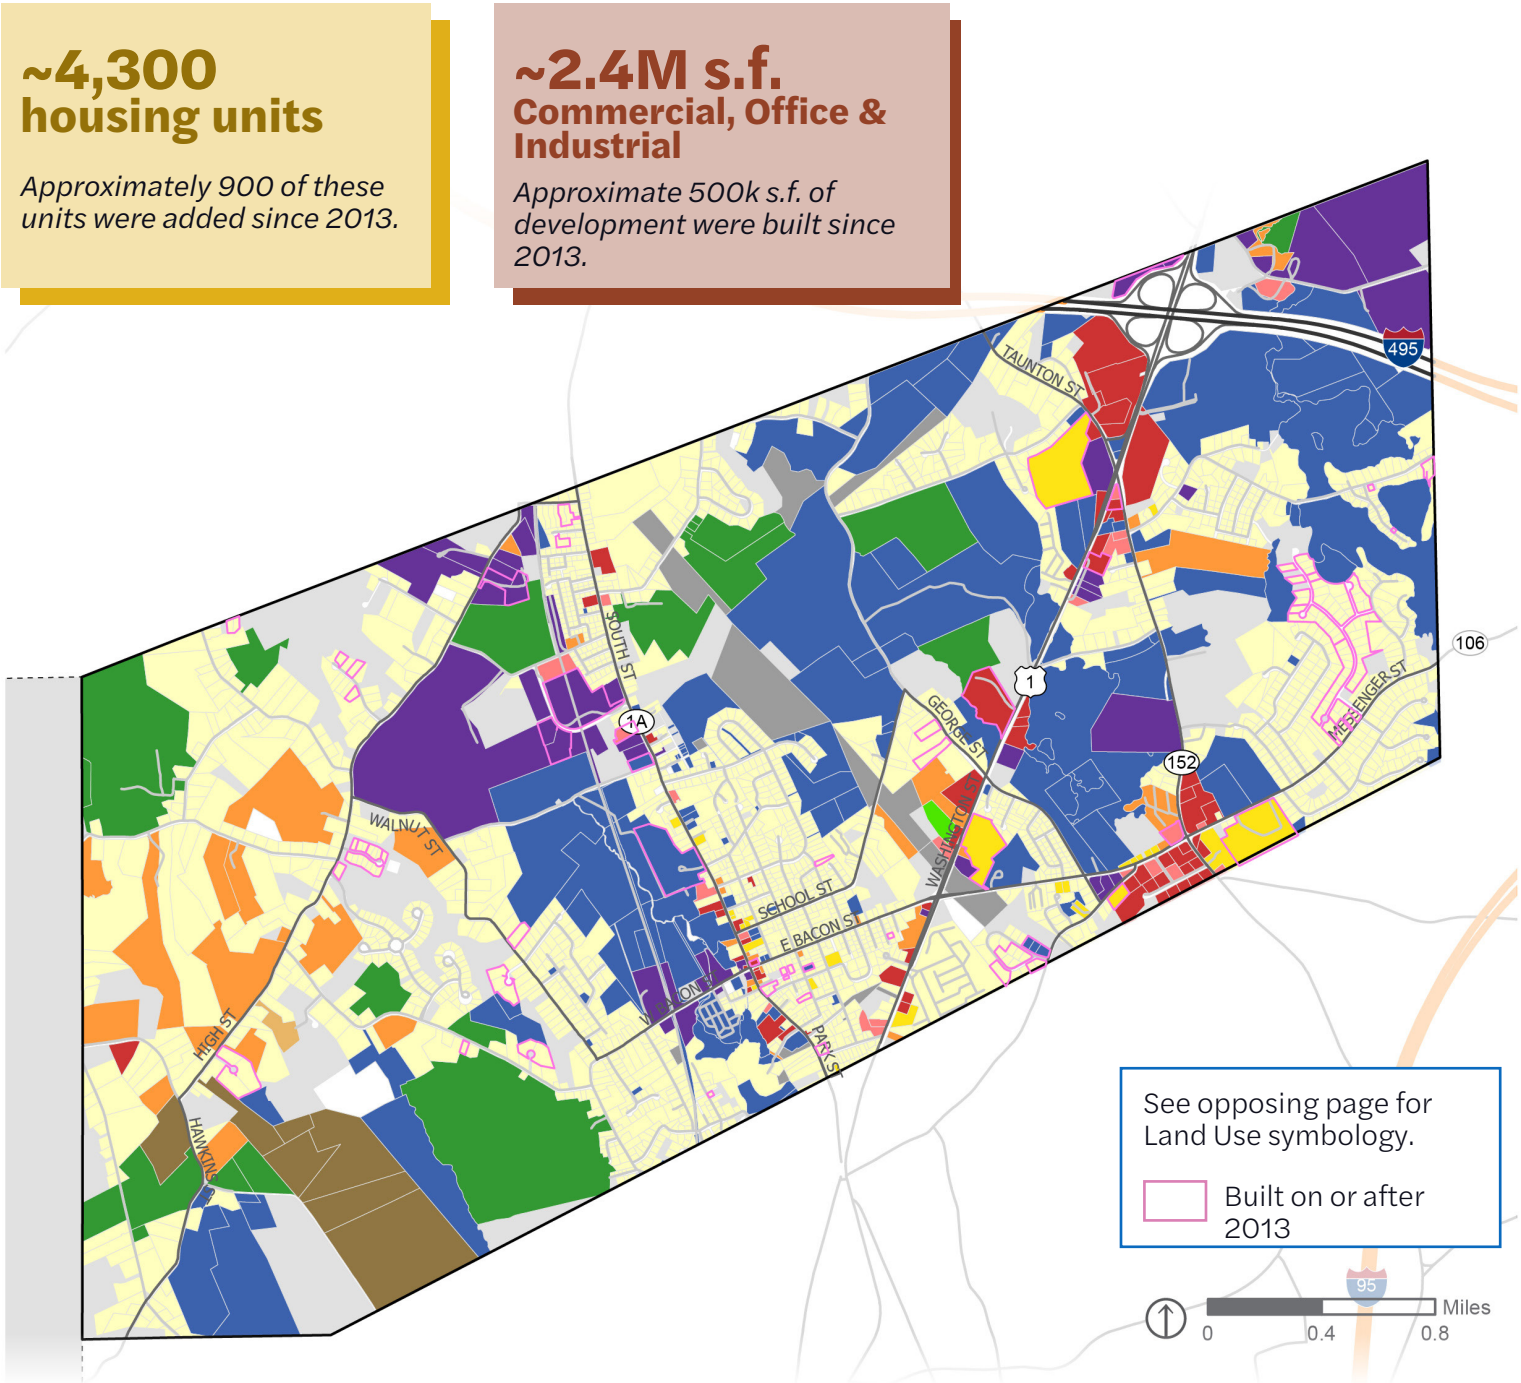 ~4,300
housing units
Approximately 900 of these
units were added since 2013.
~2.4M s.f.
Commercial, Office &
Industrial
Approximate 500k s.f. of
development were built since
2013.
495
TAUNTON ST
SOUTH ST
1
106
1A
GEORGE ST
MESSENGER ST
152
WALNUT ST
WASHINGTON ST
SCHOOL ST
E BACON ST
W BACON ST
HIGH ST
PARK ST
HAWKINS
See opposing page for
Land Use symbology.
Built on or after
2013
95
Miles
0 0.4 0.8